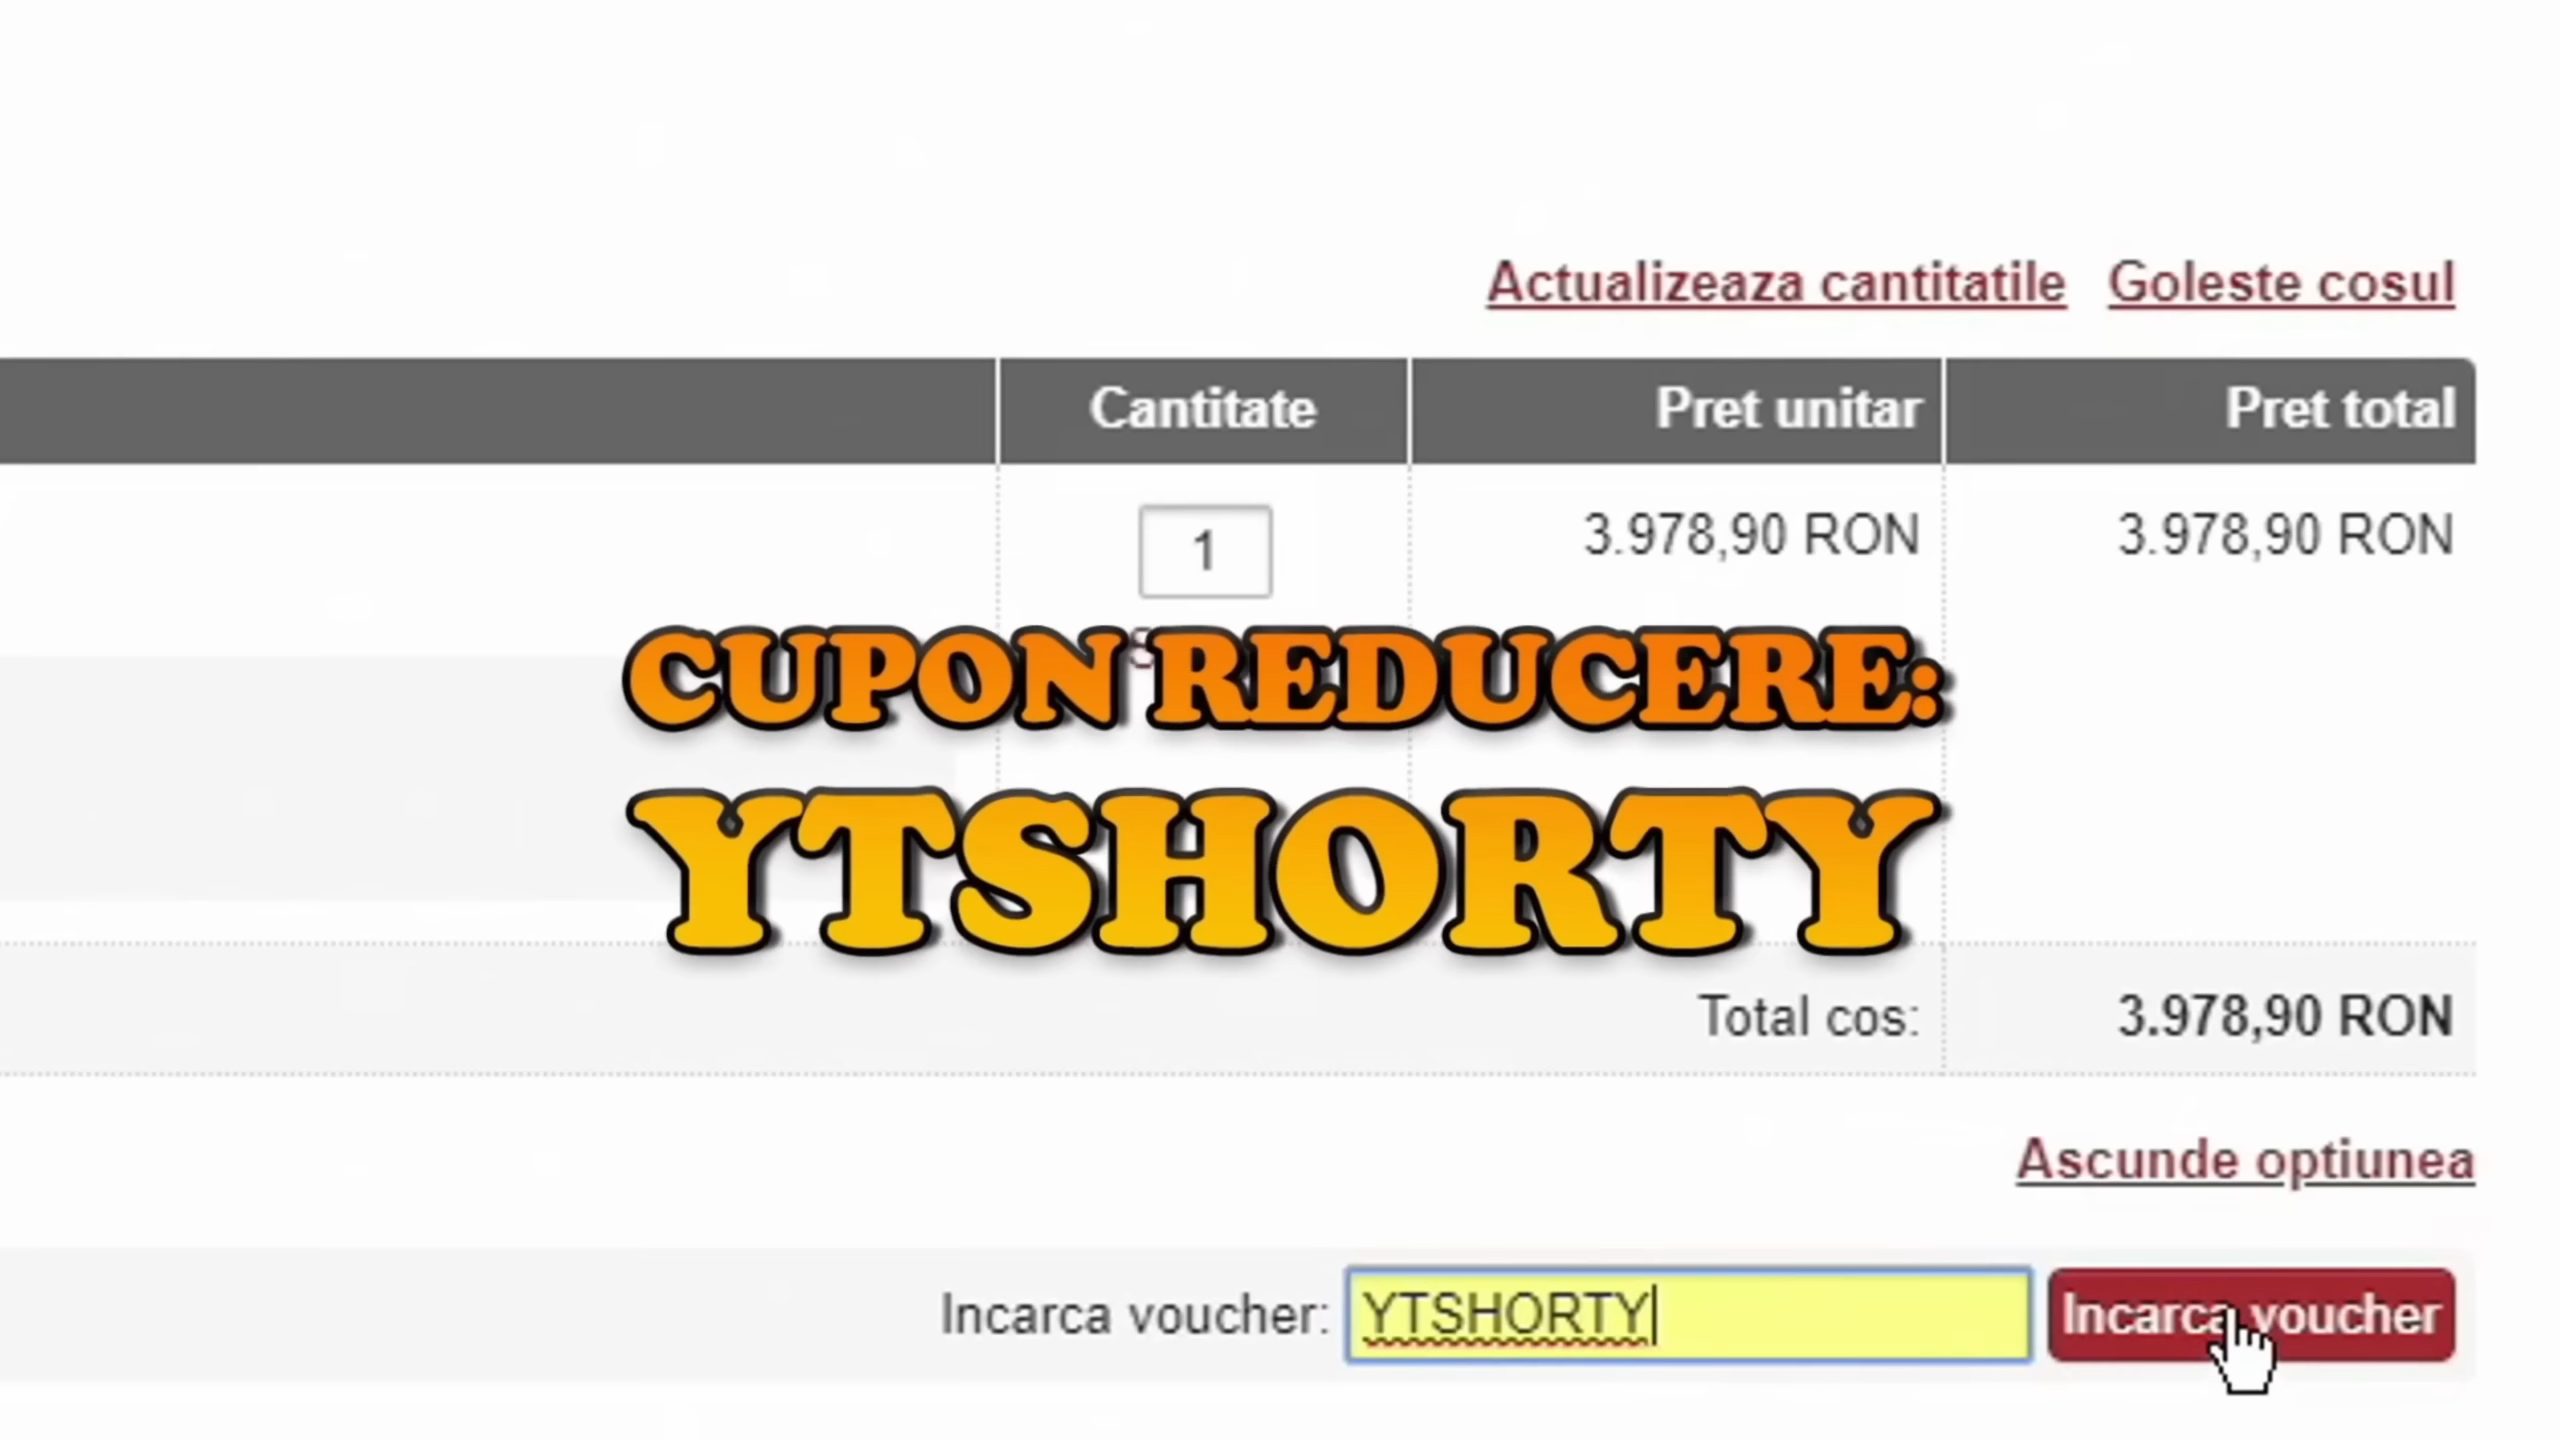 Actualizeaza cantitatile Goleste cosul
Cantitate Pret unitar Pret total
1 3.978,90 RON 3.978,90 RON
CUPON REDUCERE:
YTSHORTY
Total cos: 3.978,90 RON
Ascunde optiunea
Incarca voucher: YTSHORTY Incarca voucher